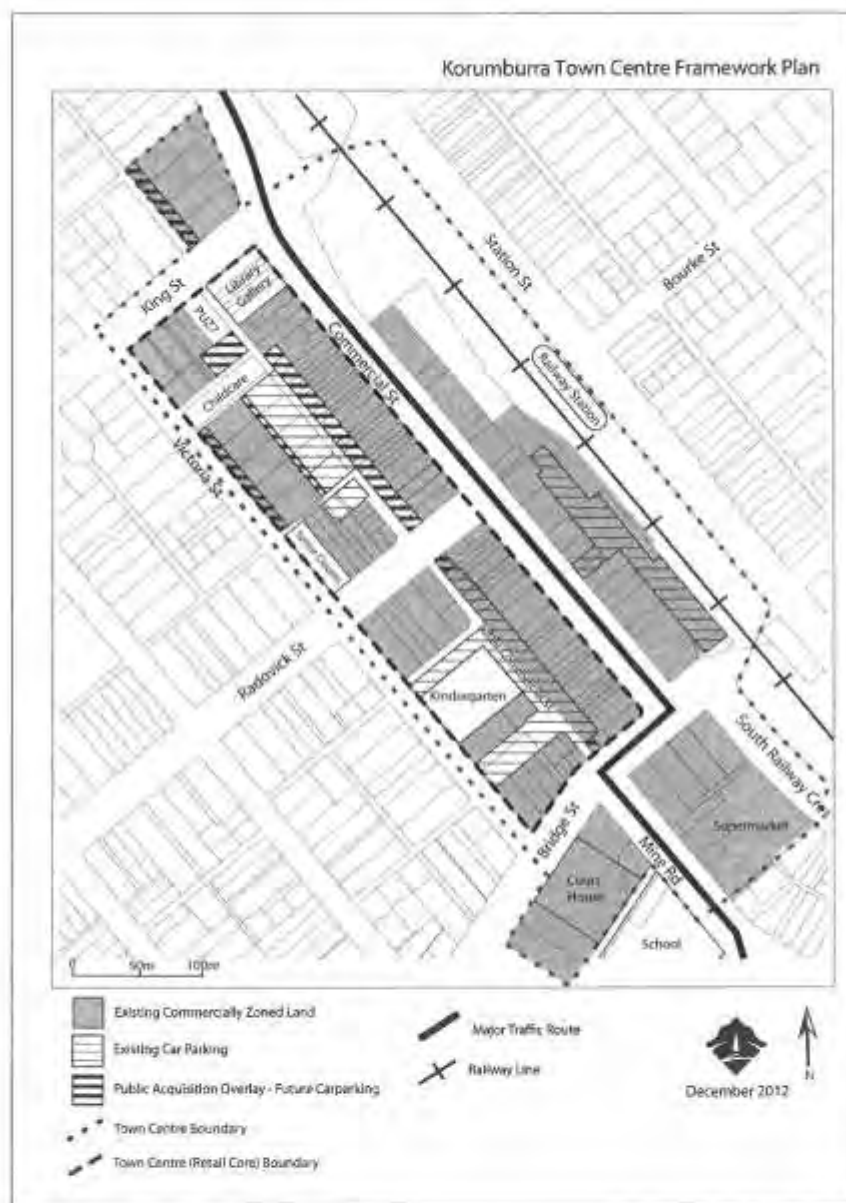 Korumburra Town Centre Framework Plan
King St
Library
Gallery
PUZ7
Station St
Bourke St
Commercial St
Railway Station
Childcare
Victoria St
Senior Citizens
Radovick St
Kindergarten
South Railway Cres
Supermarket
Bridge St
Mine Rd
Court
House
School
0 50m 100m
Existing Commercially Zoned Land
Existing Car Parking
Public Acquisition Overlay - Future Carparking
Town Centre Boundary
Town Centre (Retail Core) Boundary
Major Traffic Route
Railway Line
December 2012
N